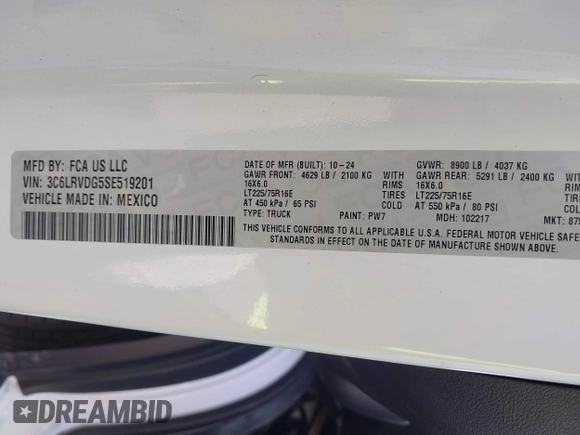 MFD BY: FCA US LLC
VIN: 3C6LRVDG5SE519201
VEHICLE MADE IN: MEXICO
DATE OF MFR (BUILT): 10-24 GVWR: 8900 LB / 4037 KG
GAWR FRONT: 4629 LB / 2100 KG WITH GAWR REAR: 5291 LB / 2400 KG
16X6.0 RIMS 16X6.0 RIMS
LT225/75R16E TIRES LT225/75R16E TIRE
AT 450 kPa / 65 PSI COLD AT 550 kPa / 80 PSI COLD
TYPE: TRUCK PAINT: PW7 MDH: 102217 MKT: 875
THIS VEHICLE CONFORMS TO ALL APPLICABLE U.S.A. FEDERAL MOTOR VEHICLE SAFE
STANDARDS IN EFFECT ON THE DATE OF MANUFACTURE SHOWN ABOVE.
DREAMBID